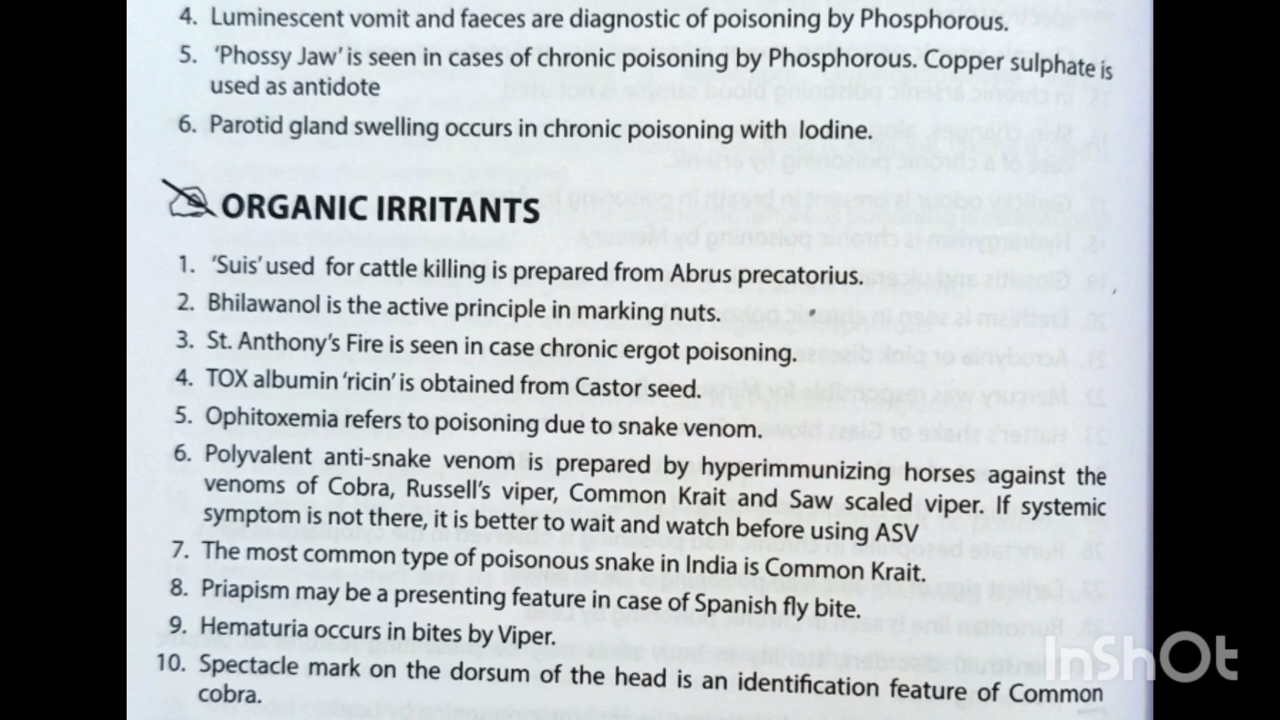 4. Luminescent vomit and faeces are diagnostic of poisoning by Phosphorous.
5. 'Phossy Jaw' is seen in cases of chronic poisoning by Phosphorous. Copper sulphate is
used as antidote
6. Parotid gland swelling occurs in chronic poisoning with Iodine.
ORGANIC IRRITANTS
1. 'Suis' used for cattle killing is prepared from Abrus precatorius.
2. Bhilawanol is the active principle in marking nuts.
3. St. Anthony's Fire is seen in case chronic ergot poisoning.
4. TOX albumin 'ricin' is obtained from Castor seed.
5. Ophitoxemia refers to poisoning due to snake venom.
6. Polyvalent anti-snake venom is prepared by hyperimmunizing horses against the
venoms of Cobra, Russell's viper, Common Krait and Saw scaled viper. If systemic
symptom is not there, it is better to wait and watch before using ASV
7. The most common type of poisonous snake in India is Common Krait.
8. Priapism may be a presenting feature in case of Spanish fly bite.
9. Hematuria occurs in bites by Viper.
10. Spectacle mark on the dorsum of the head is an identification feature of Common
cobra.
InShOt